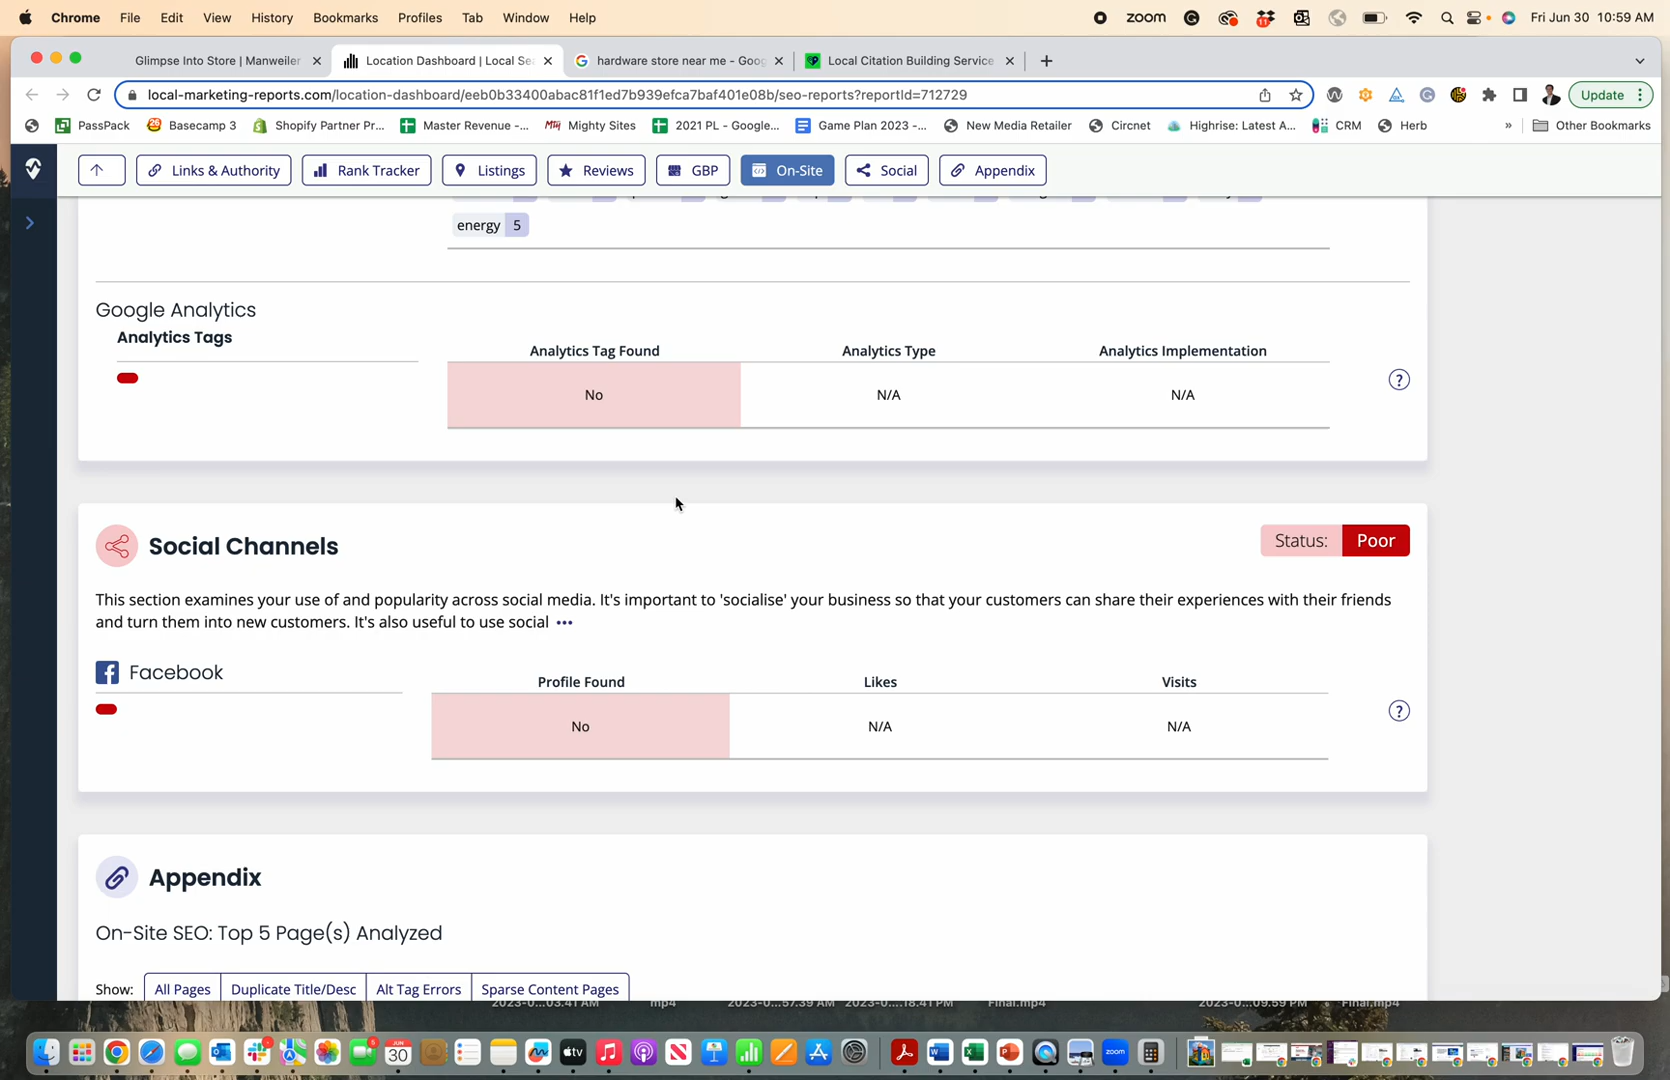 Chrome File Edit View History Bookmarks Profiles Tab Window Help zoom 11 Fri Jun 30 10:59 AM
Glimpse Into Store | Manweiler Location Dashboard | Local Se hardware store near me - Goog Local Citation Building Service
local-marketing-reports.com/location-dashboard/eeb0b33400abac81f1ed7b939efca7baf401e08b/seo-reports?reportId=712729 Update
PassPack Basecamp 3 Shopify Partner Pr... Master Revenue -... Mighty Sites 2021 PL - Google... Game Plan 2023 -... New Media Retailer Circnet Highrise: Latest A... CRM Herb » Other Bookmarks
Links & Authority Rank Tracker Listings Reviews GBP On-Site Social Appendix
energy 5
Google Analytics
Analytics Tags
Analytics Tag Found Analytics Type Analytics Implementation
No N/A N/A ?
Social Channels Status: Poor
This section examines your use of and popularity across social media. It's important to 'socialise' your business so that your customers can share their experiences with their friends
and turn them into new customers. It's also useful to use social •••
Facebook
Profile Found Likes Visits
No N/A N/A ?
Appendix
On-Site SEO: Top 5 Page(s) Analyzed
Show: All Pages Duplicate Title/Desc Alt Tag Errors Sparse Content Pages
JUN
30
zoom